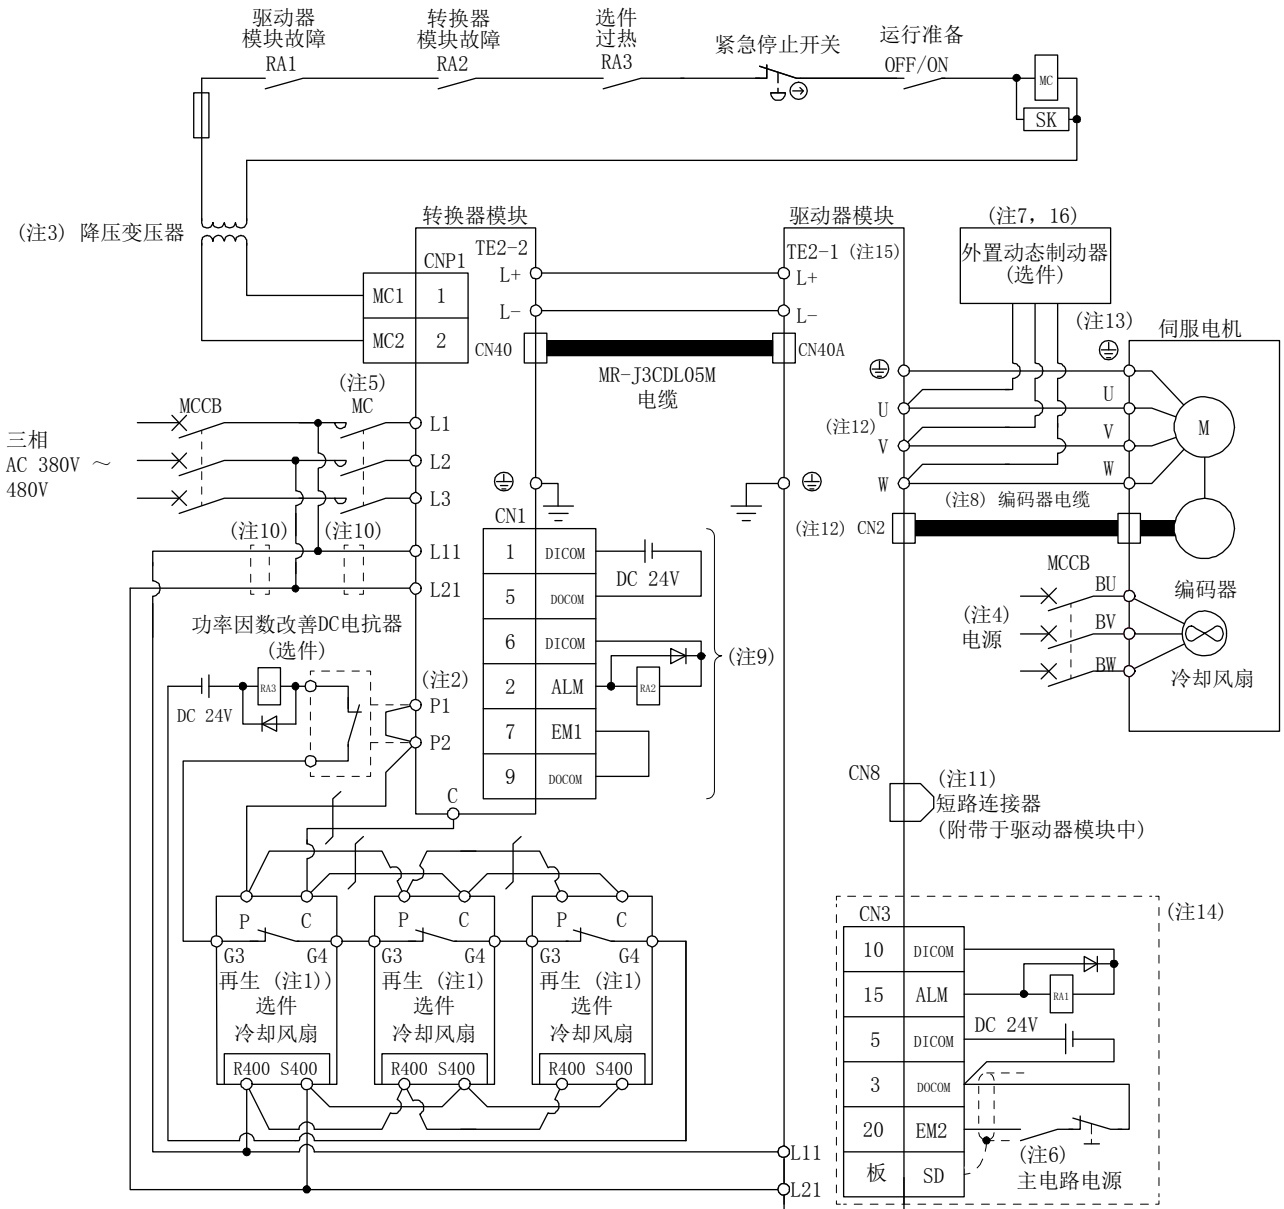 驱动器
模块故障
RA1
转换器
模块故障
RA2
选件
过热
RA3
紧急停止开关
运行准备
OFF/ON
MC
SK
(注3) 降压变压器
转换器模块
TE2-2
CNP1
MC1 1
MC2 2
L+
L-
CN40
驱动器模块
TE2-1 (注15)
L+
L-
CN40A
MR-J3CDL05M
电缆
(注7, 16)
外置动态制动器
(选件)
(注13)
伺服电机
U
V
W
(注12)
U
V
W
M
(注8) 编码器电缆
(注12) CN2
编码器
MCCB
(注5)
MC
三相
AC 380V ～
480V
L1
L2
L3
(注10)
(注10)
L11
L21
CN1
1 DICOM
5 DOCOM
6 DICOM
2 ALM
7 EM1
9 DOCOM
DC 24V
RA2
(注9)
MCCB
(注4)
电源
BU
BV
BW
冷却风扇
功率因数改善DC电抗器
(选件)
RA3
DC 24V
(注2)
P1
P2
C
CN8
(注11)
短路连接器
(附带于驱动器模块中)
P C
G3 G4
再生 (注1))
选件
冷却风扇
R400 S400
P C
G3 G4
再生 (注1)
选件
冷却风扇
R400 S400
P C
G3 G4
再生 (注1)
选件
冷却风扇
R400 S400
L11
L21
(注14)
CN3
10 DICOM
15 ALM
5 DICOM
3 DOCOM
20 EM2
板 SD
RA1
DC 24V
(注6)
主电路电源